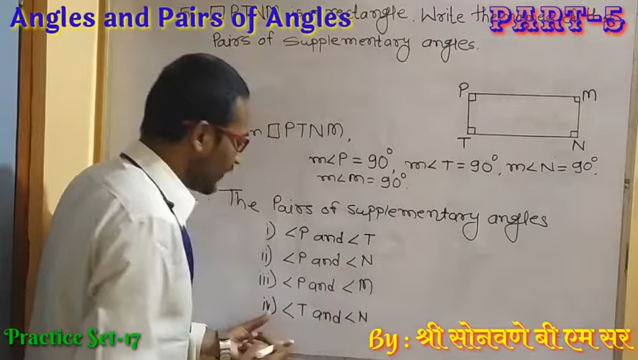 Angles and Pairs of Angles
PART-5
□PTNM is a rectangle. Write the
Pairs of supplementary angles.
P M
T N
□PTNM,
m∠P = 90°, m∠T = 90°, m∠N = 90°.
m∠M = 90°.
The Pairs of supplementary angles
i) ∠P and ∠T
ii) ∠P and ∠N
iii) ∠P and ∠M
iv) ∠T and ∠N
Practice Set-17
By : श्री सोनवणे बी एम सर